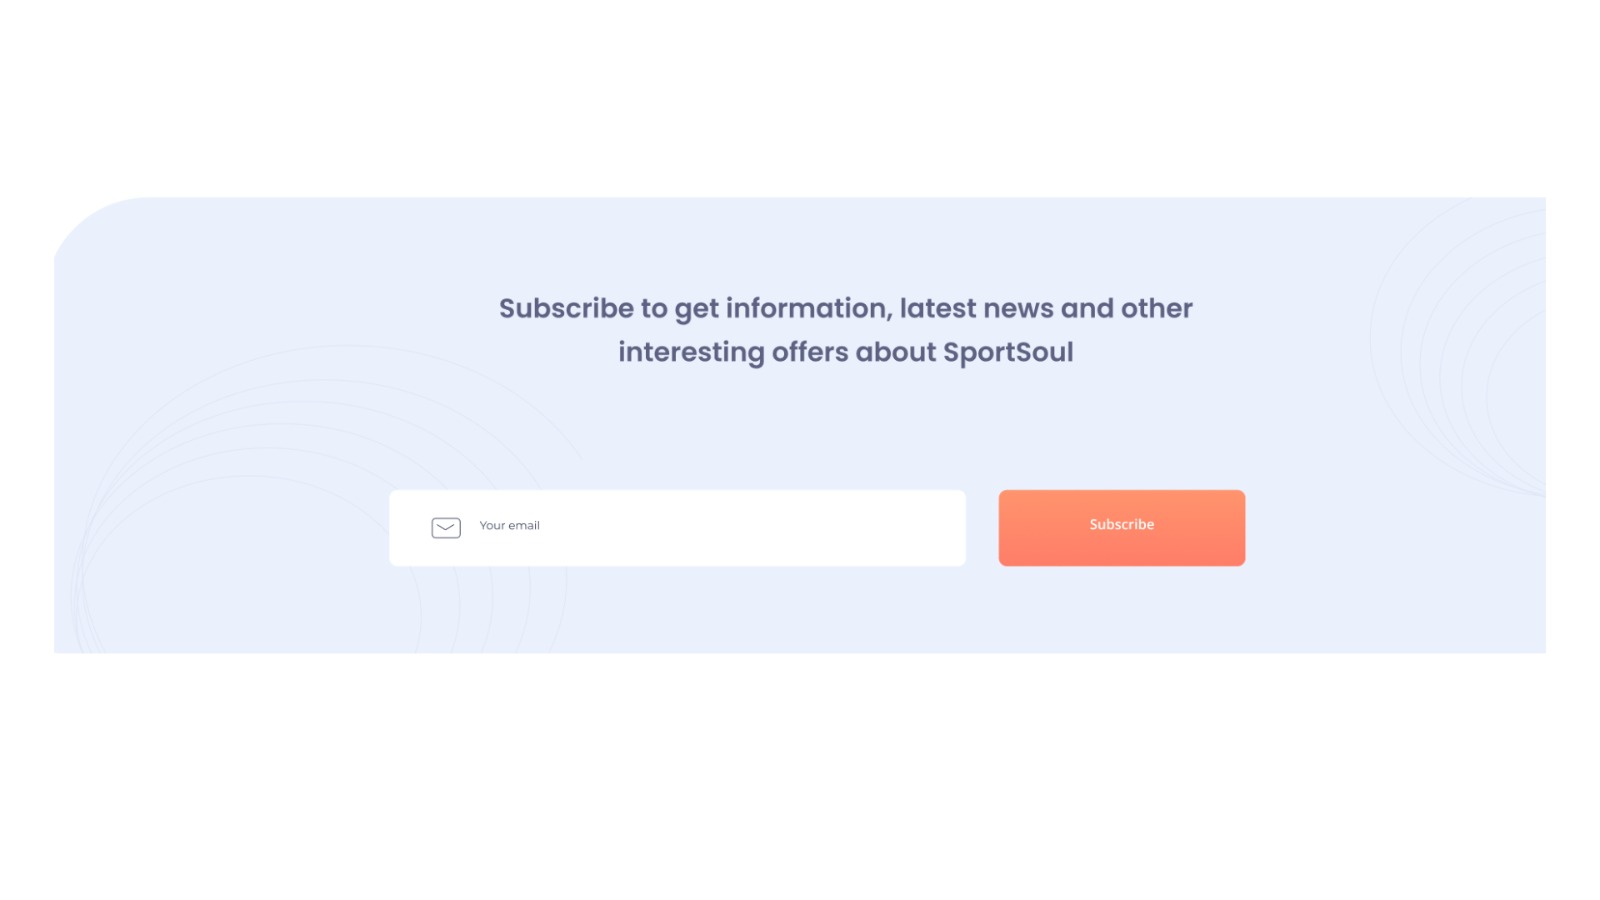 Subscribe to get information, latest news and other
interesting offers about SportSoul
Your email
Subscribe